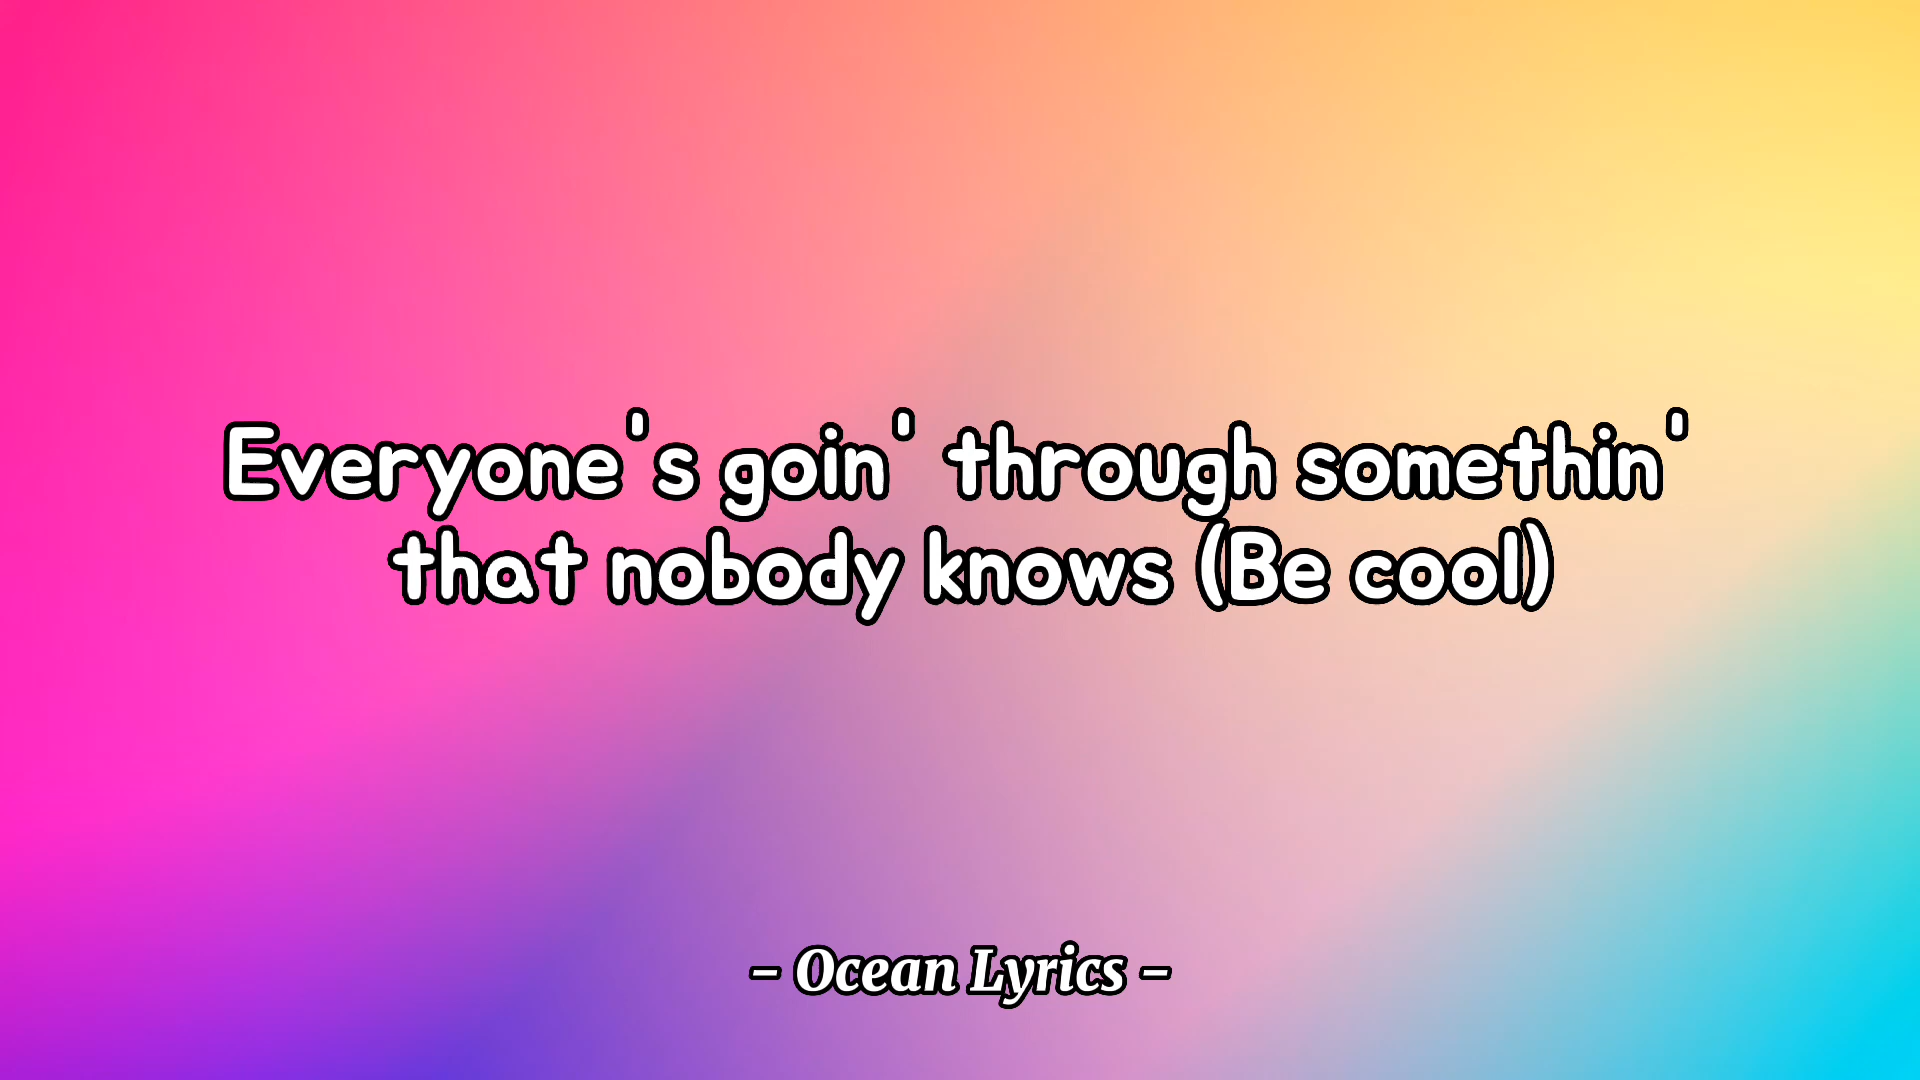 Everyone's goin' through somethin'
that nobody knows (Be cool)
- Ocean Lyrics -